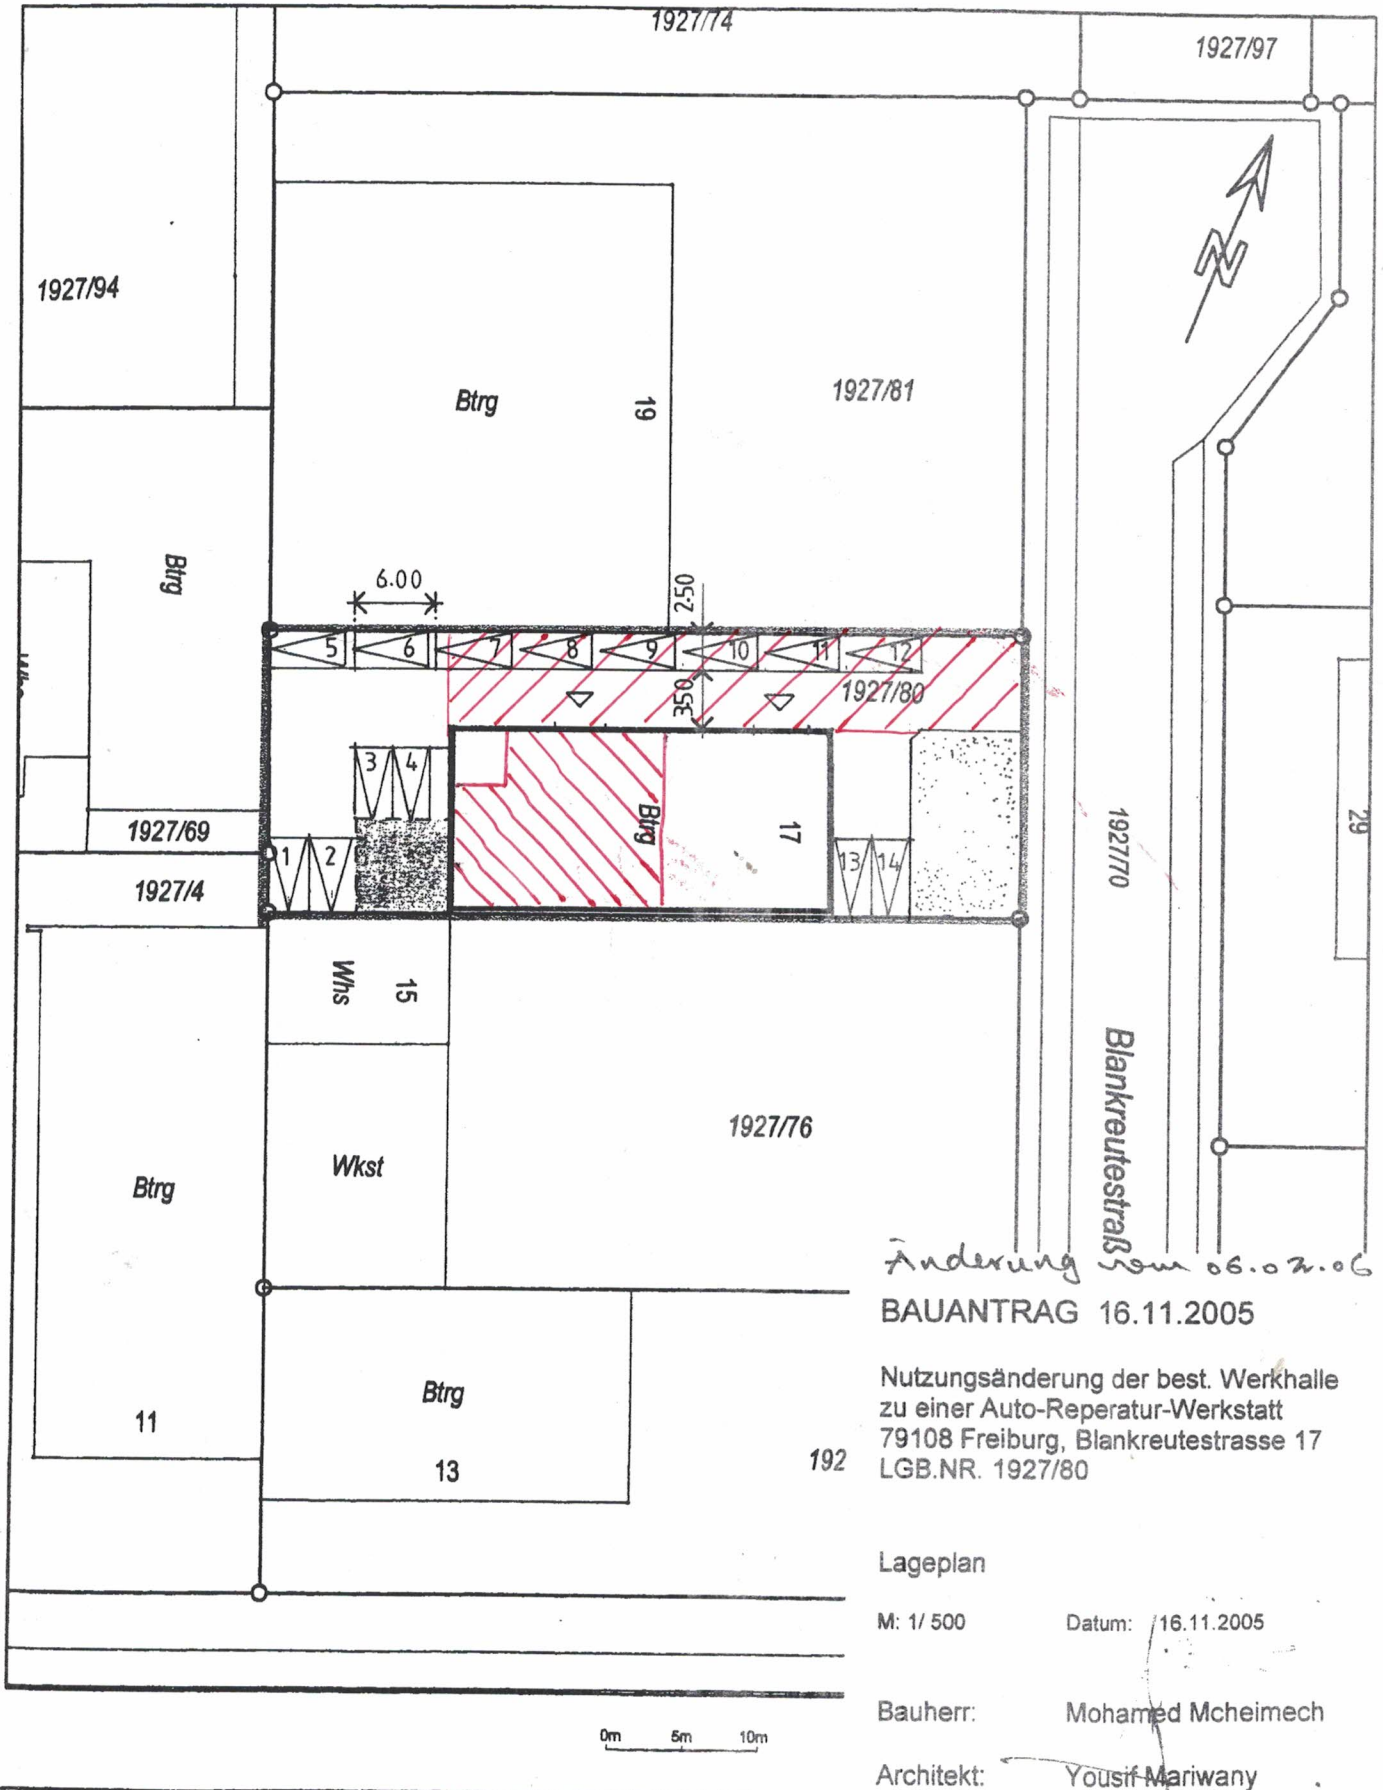 1927/74
1927/97
1927/94
Btrg
19
1927/81
Btrg
6.00
2.50
5
6
7
8
9
10
11
12
350
1927/80
3
4
Btrg
17
1927/70
29
1927/69
1
2
13
14
1927/4
Whs
15
Blankreutestraß
1927/76
Wkst
Btrg
Änderung vom 06.02.06
BAUANTRAG 16.11.2005
Nutzungsänderung der best. Werkhalle
zu einer Auto-Reperatur-Werkstatt
79108 Freiburg, Blankreutestrasse 17
LGB.NR. 1927/80
Btrg
11
13
192
Lageplan
M: 1/ 500 Datum: 16.11.2005
Bauherr: Mohamed Mcheimech
0m 5m 10m
Architekt: Yousif Mariwany
N